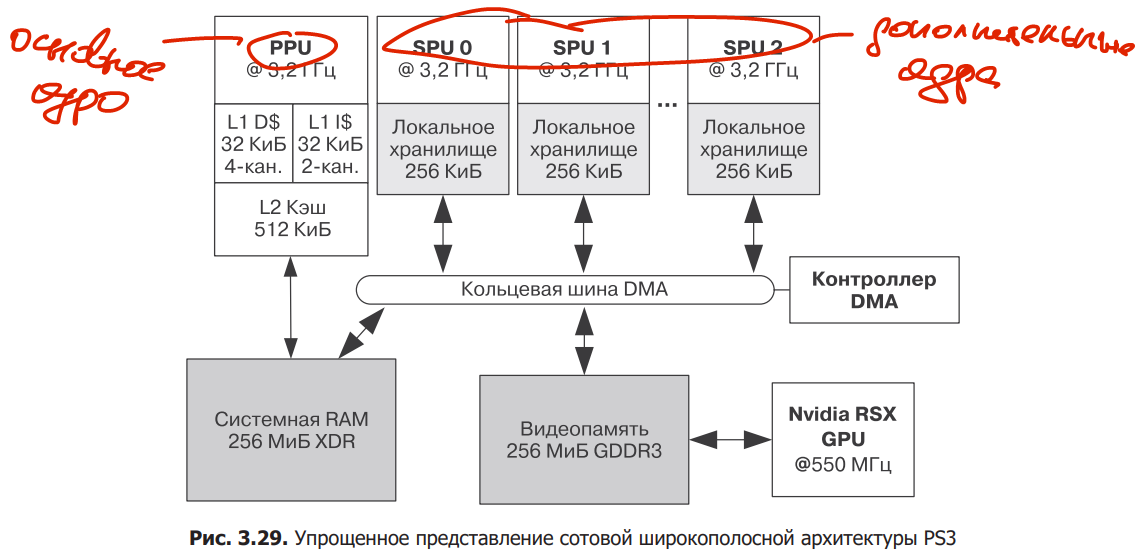 основное
ядро
PPU
@ 3,2 ГГц
SPU 0
@ 3,2 ГГц
SPU 1
@ 3,2 ГГц
SPU 2
@ 3,2 ГГц
дополнительные
ядра
L1 D$
32 КиБ
4-кан.
L1 I$
32 КиБ
2-кан.
Локальное
хранилище
256 КиБ
Локальное
хранилище
256 КиБ
...
Локальное
хранилище
256 КиБ
L2 Кэш
512 КиБ
Кольцевая шина DMA
Контроллер
DMA
Системная RAM
256 МиБ XDR
Видеопамять
256 МиБ GDDR3
Nvidia RSX
GPU
@550 МГц
Рис. 3.29. Упрощенное представление сотовой широкополосной архитектуры PS3